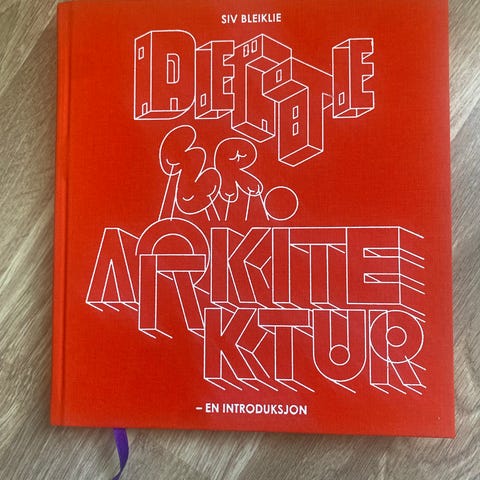 SIV BLEIKLIE
DETTE
ER
ARKITE
KTUR
– EN INTRODUKSJON